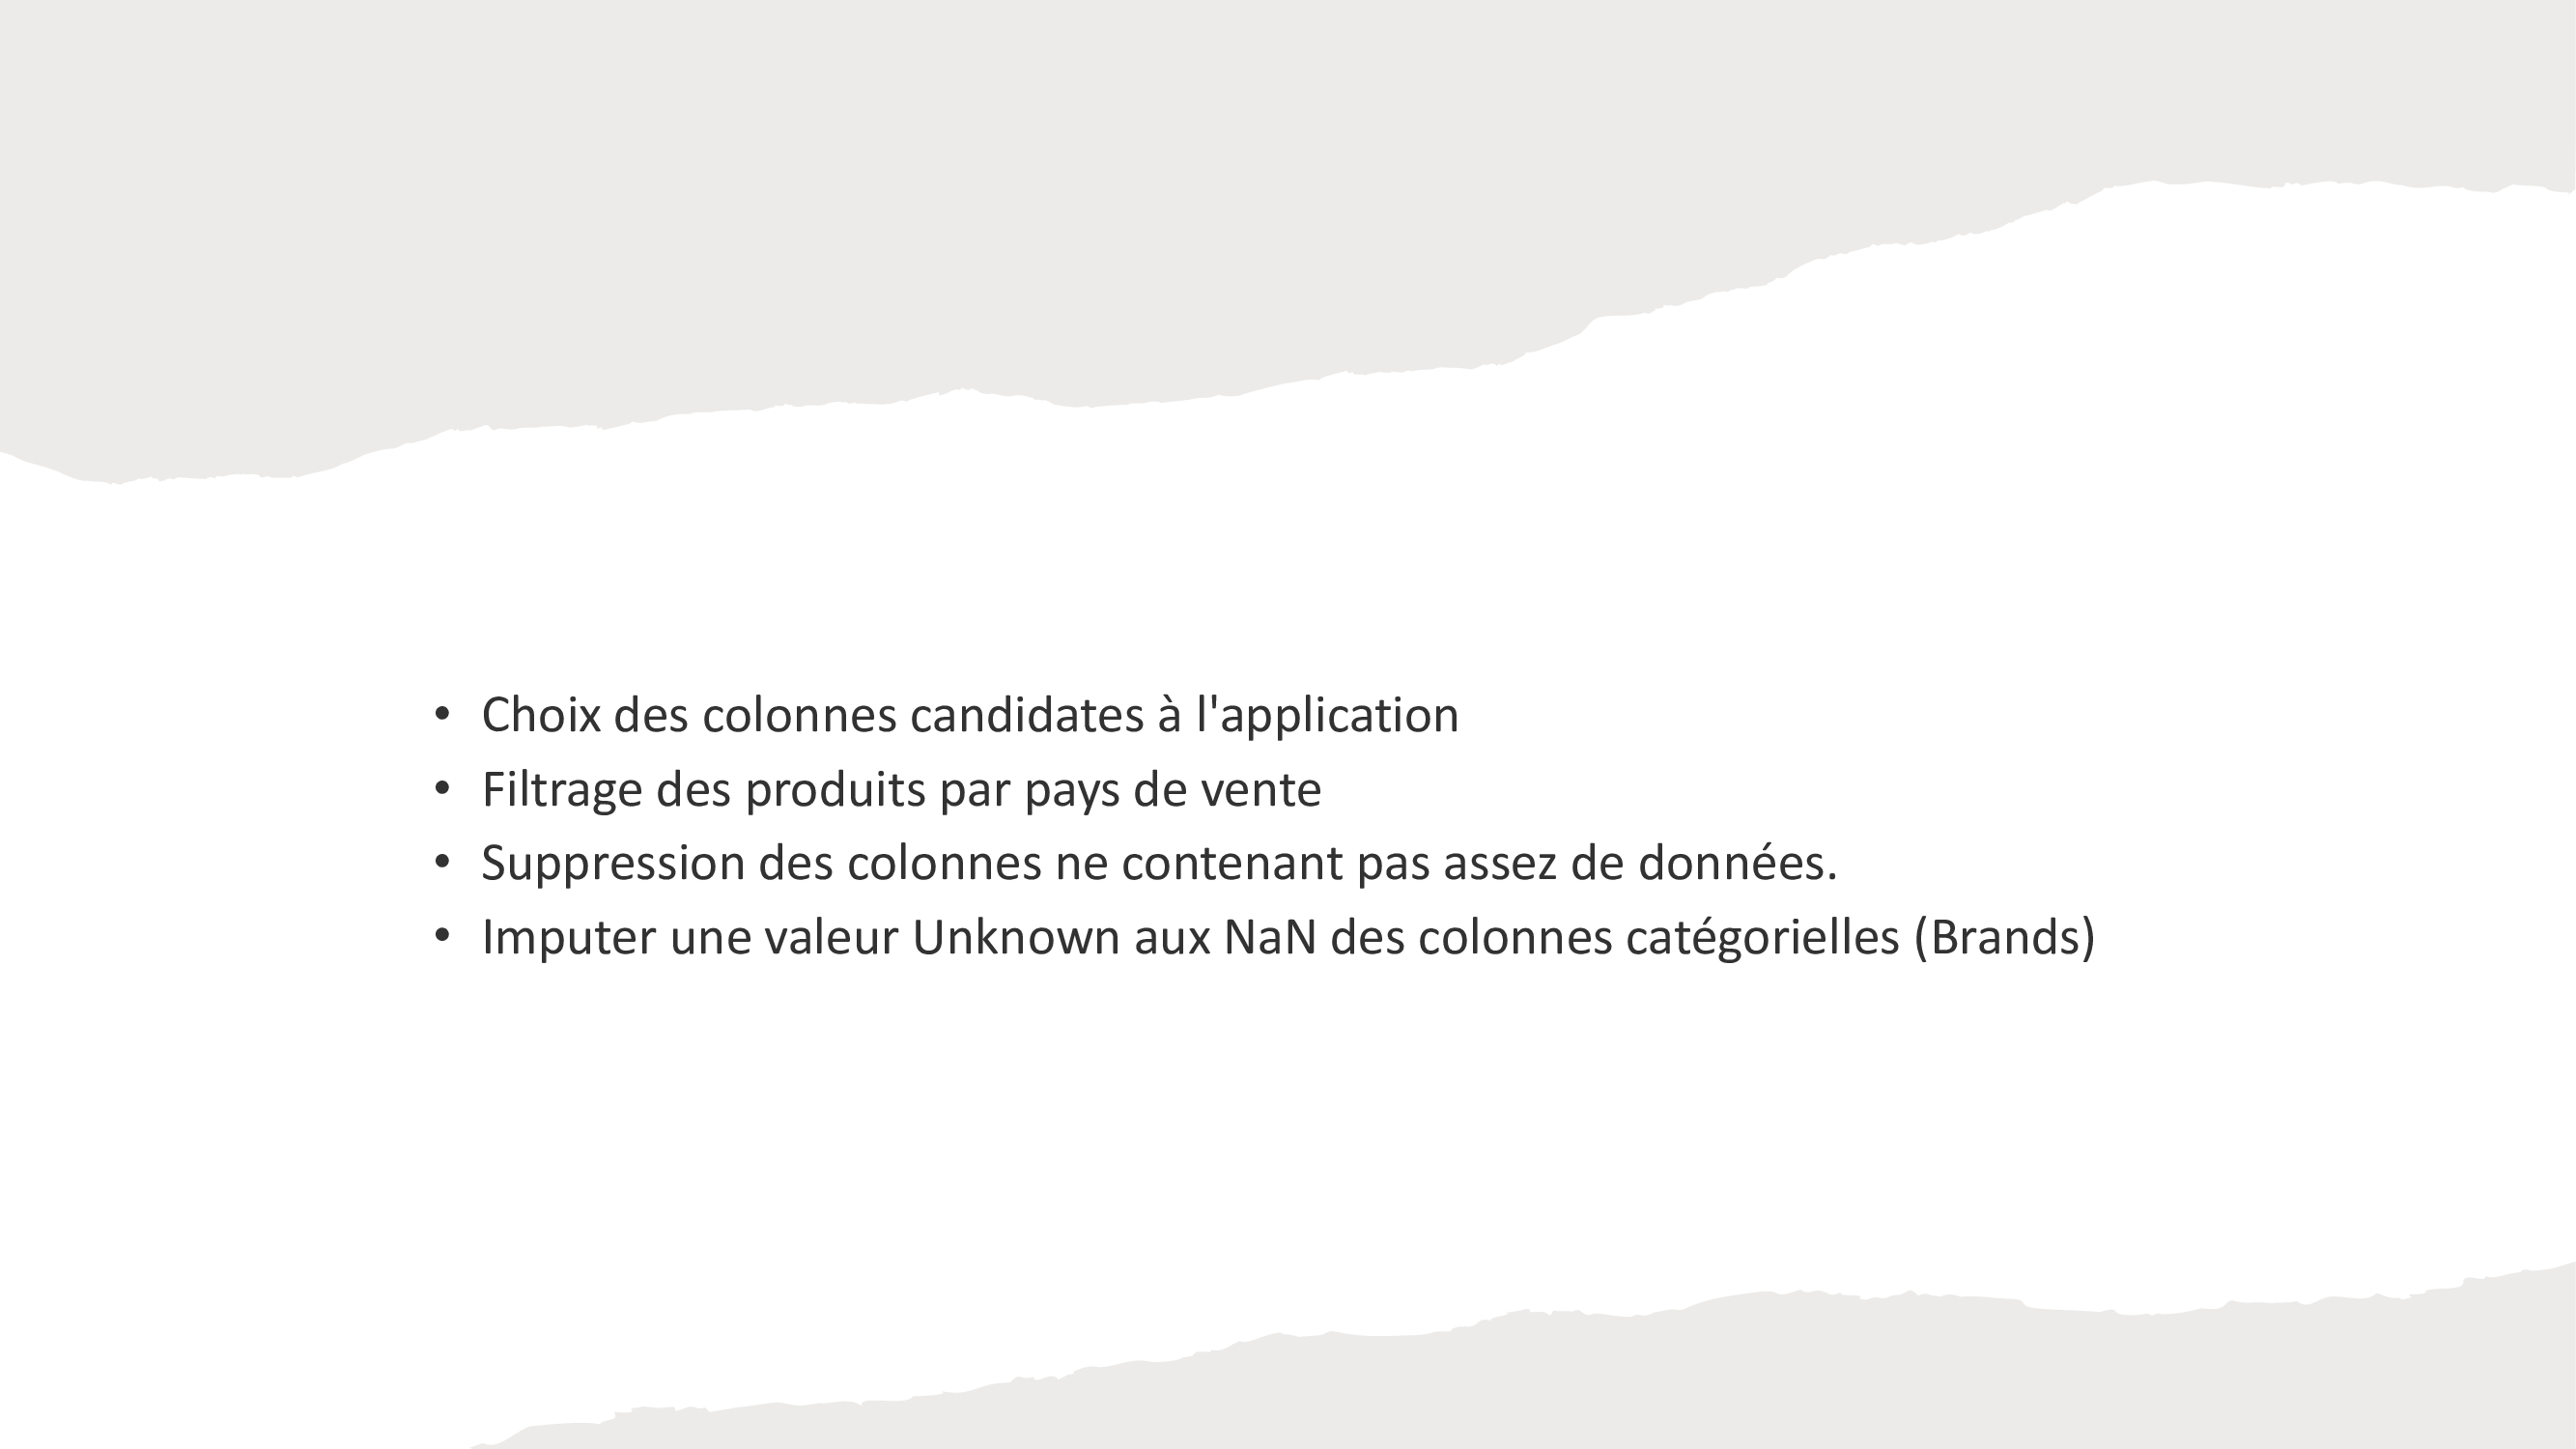 • Choix des colonnes candidates à l'application
• Filtrage des produits par pays de vente
• Suppression des colonnes ne contenant pas assez de données.
• Imputer une valeur Unknown aux NaN des colonnes catégorielles (Brands)